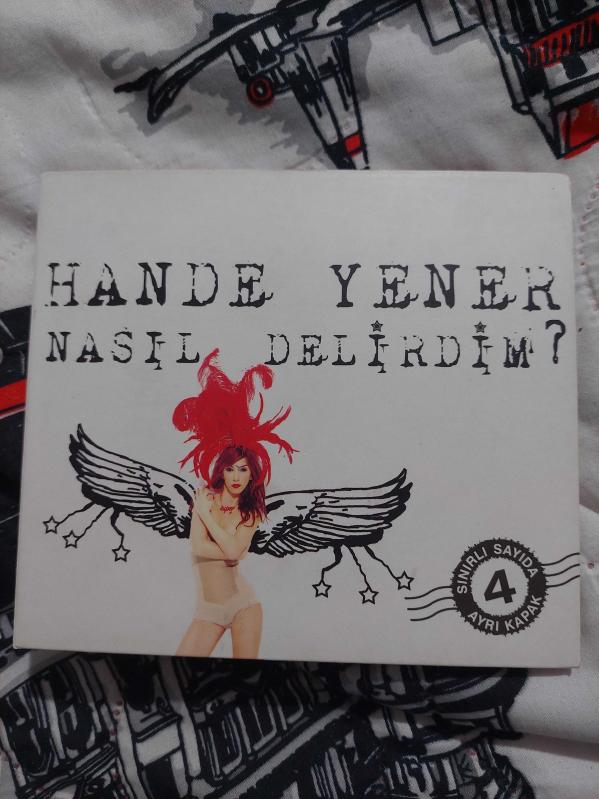 HANDE YENER
NASIL DELİRDİM?
SINIRLI SAYIDA
4
AYRI KAPAK